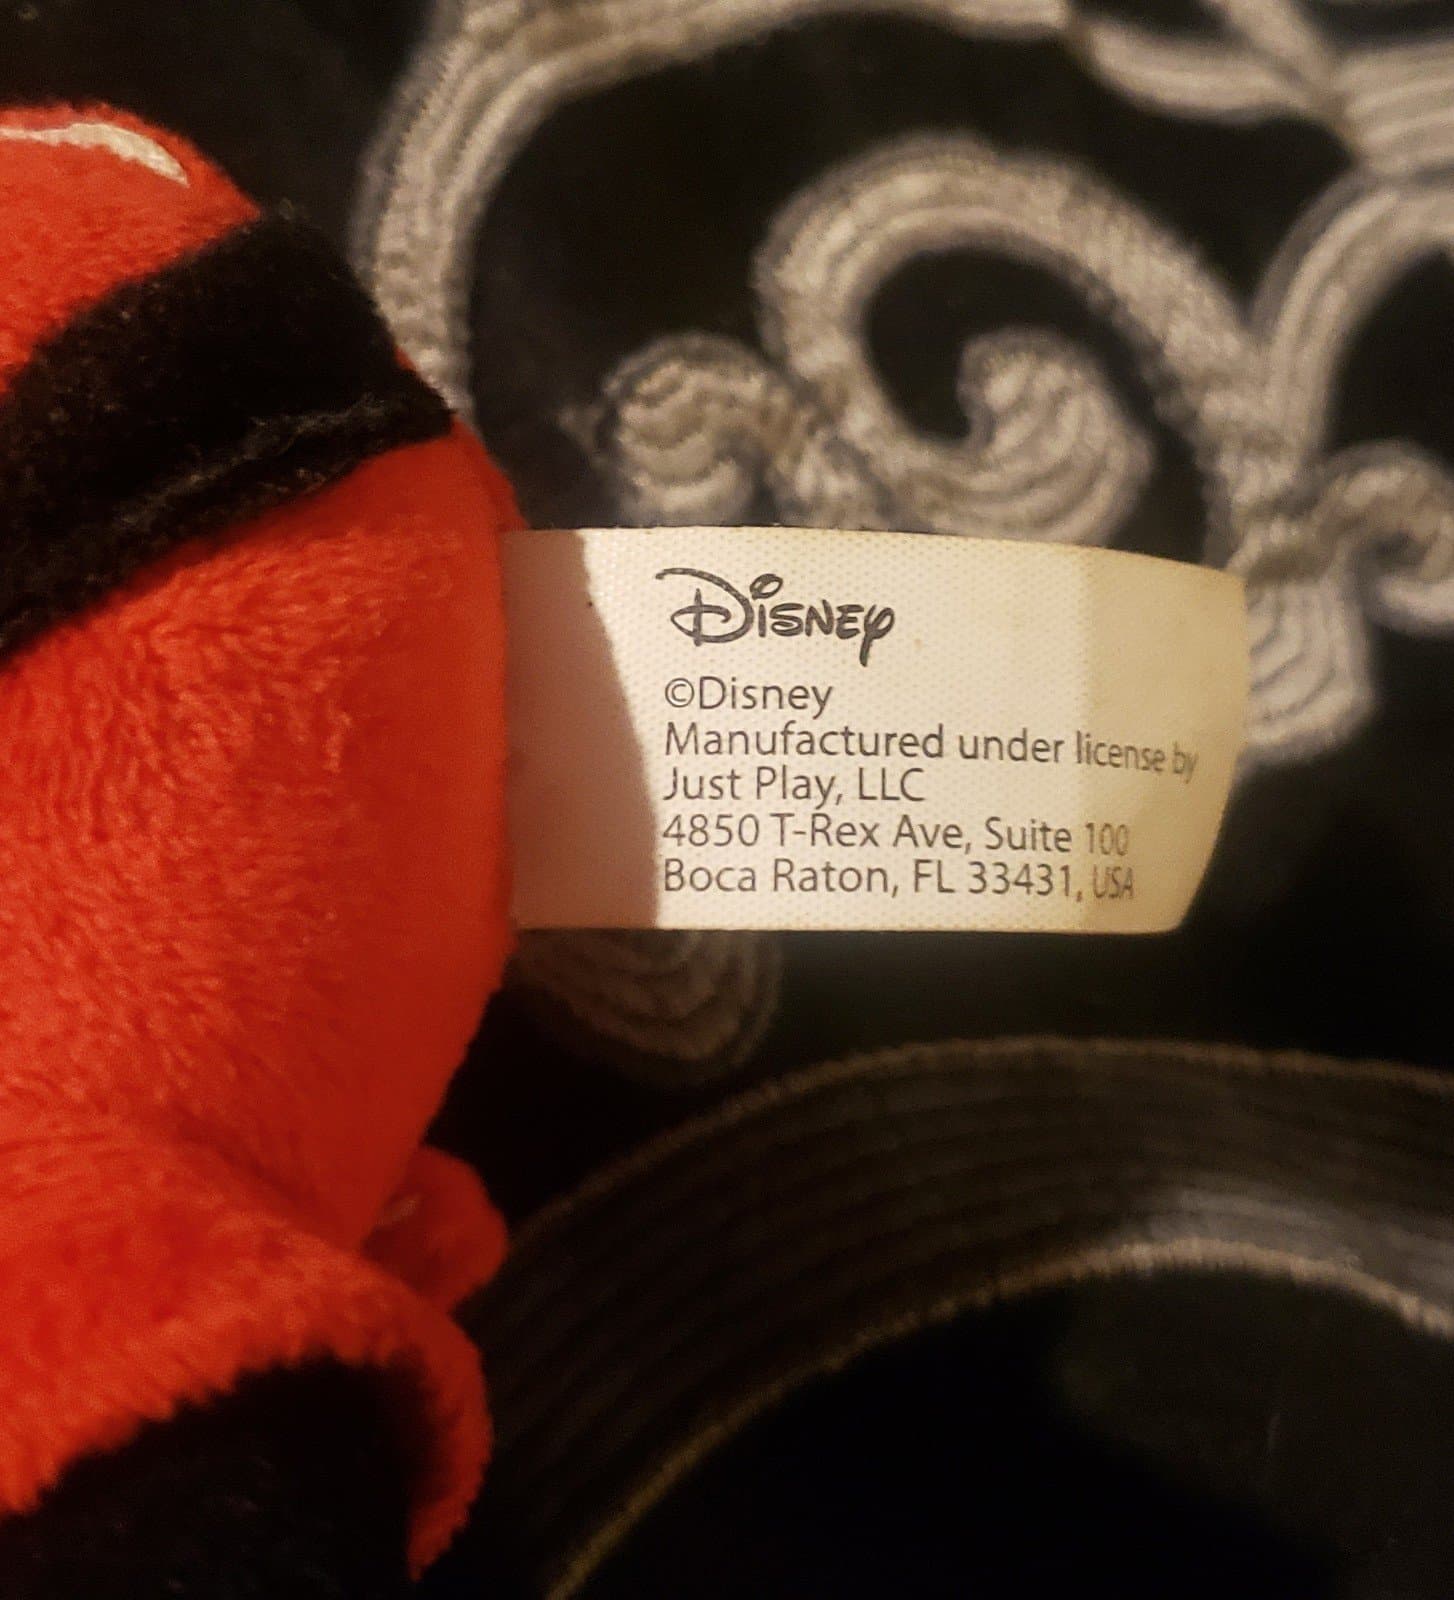 Disney
©Disney
Manufactured under license by
Just Play, LLC
4850 T-Rex Ave, Suite 100
Boca Raton, FL 33431, USA